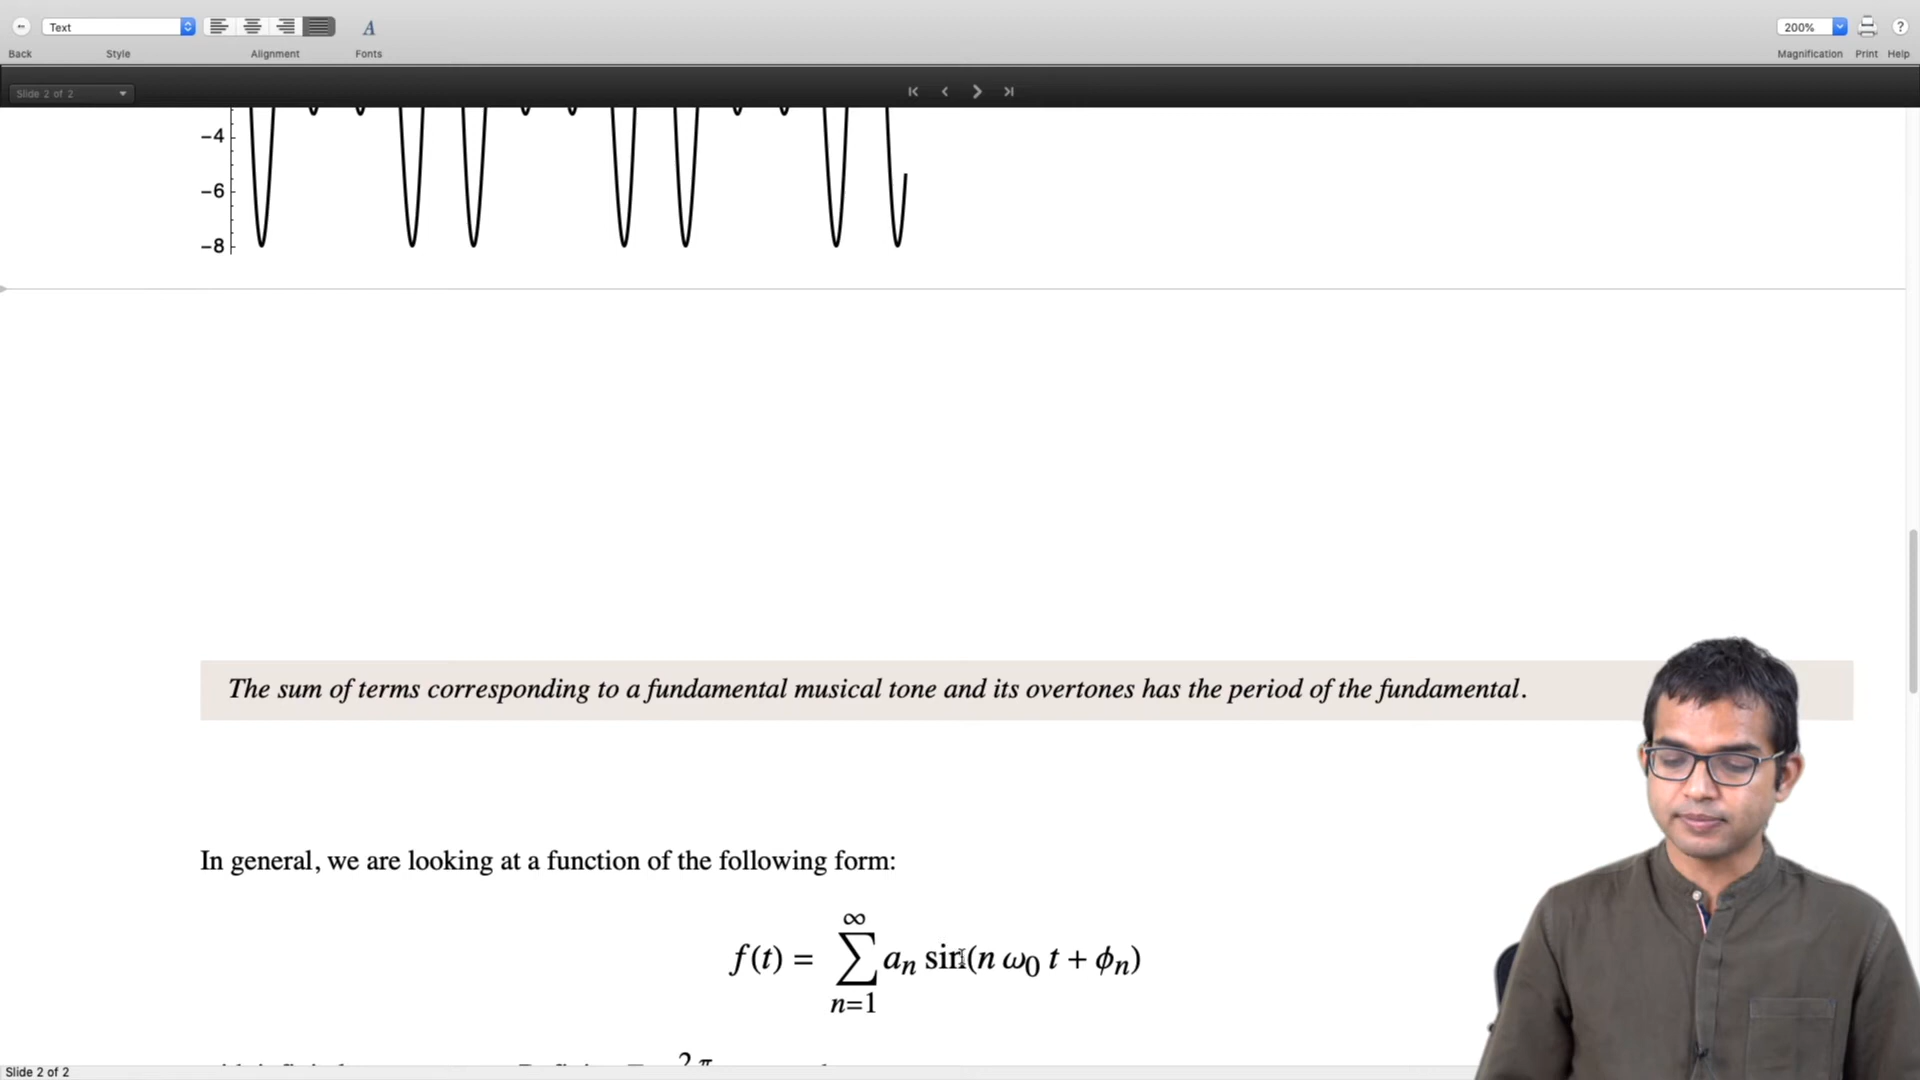 Text
200%
Back
Style
Alignment
Fonts
Magnification
Print
Help
Slide 2 of 2
−4
−6
−8
The sum of terms corresponding to a fundamental musical tone and its overtones has the period of the fundamental.
In general, we are looking at a function of the following form:
f(t) = ∑_{n=1}^{∞} a_n sin(n ω_0 t + ϕ_n)
2 π
Slide 2 of 2